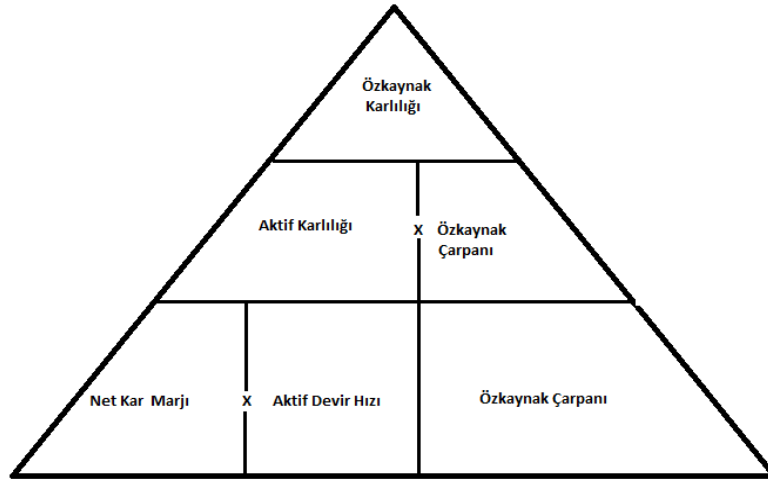 Özkaynak
Karlılığı
Aktif Karlılığı X Özkaynak
Çarpanı
Net Kar Marjı X Aktif Devir Hızı Özkaynak Çarpanı